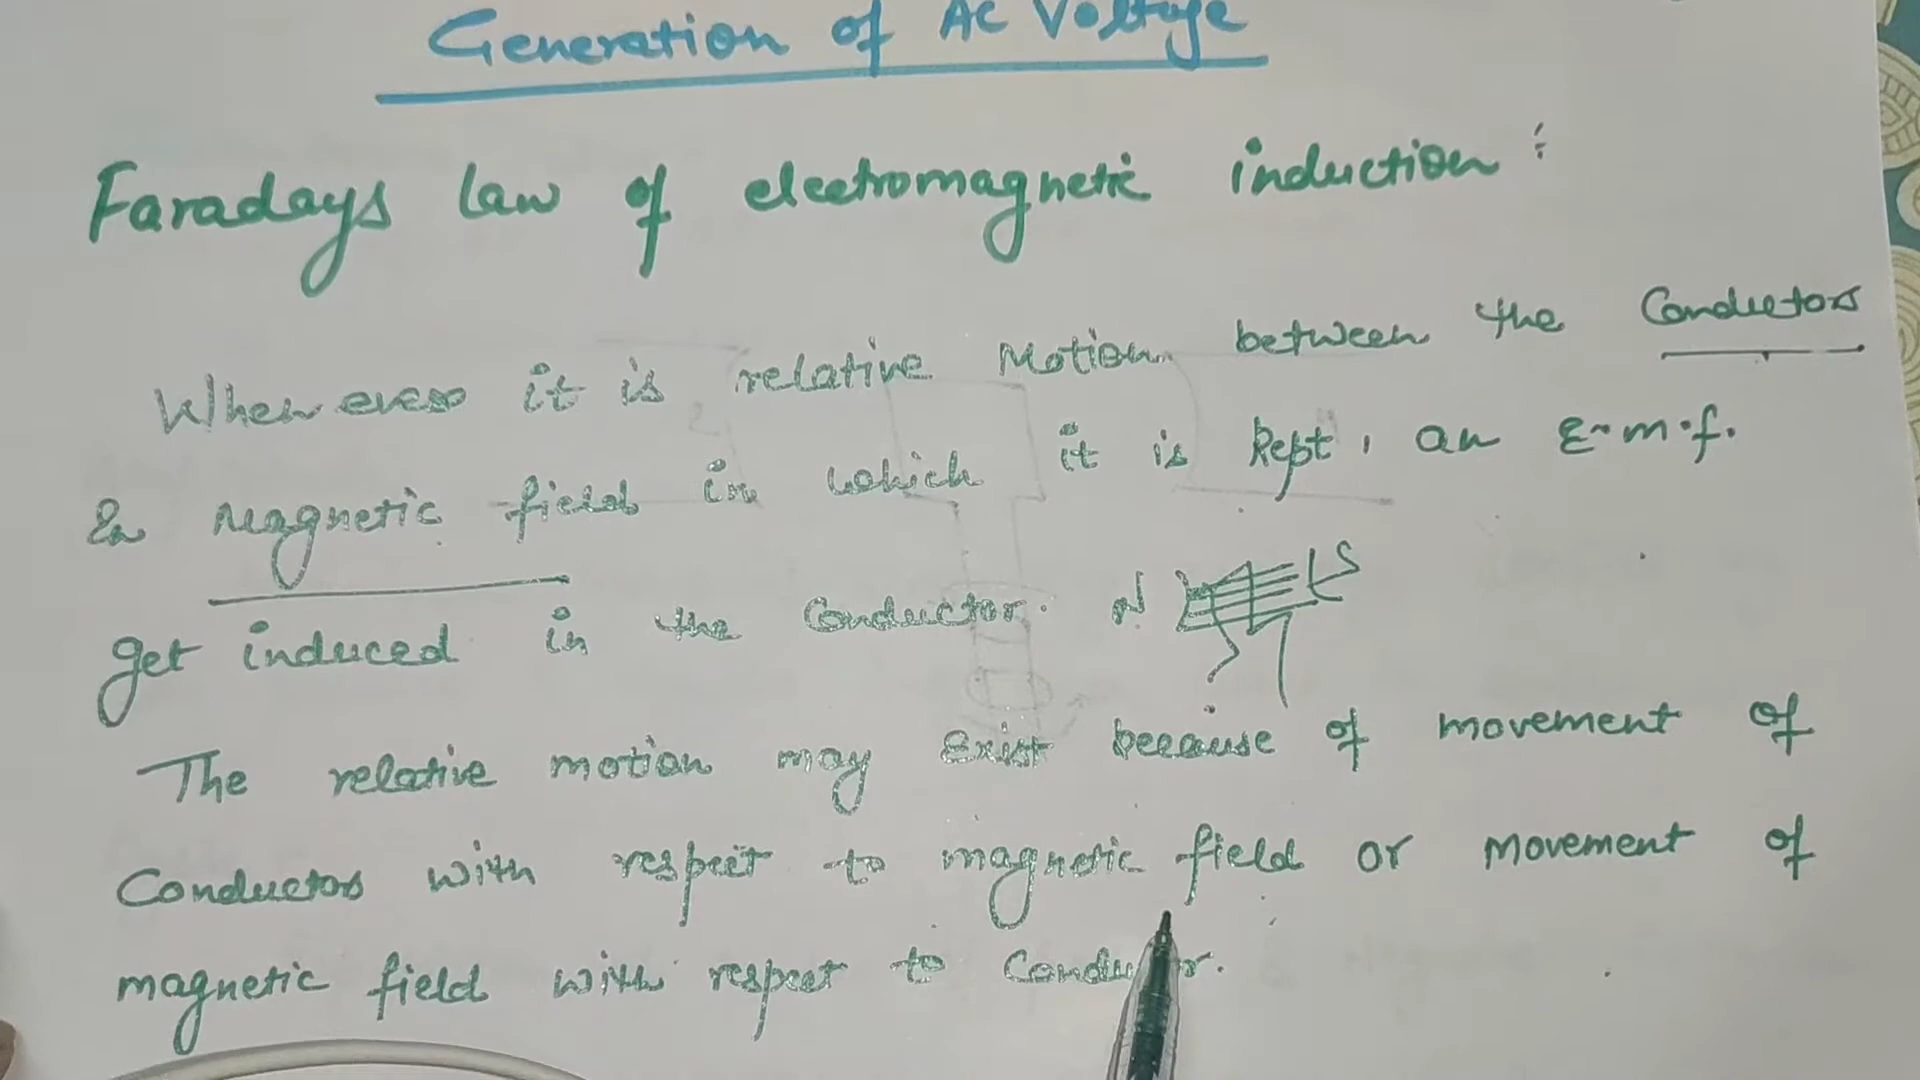 Generation of AC Voltage
Faradays law of electromagnetic induction :
When ever it is relative Motion between the Conductors
& Magnetic field in which it is kept, an E.m.f.
get induced in the Conductor. N S
The relative motion may exist because of movement of
Conductors with respect to magnetic field or movement of
magnetic field with respect to Conductor.